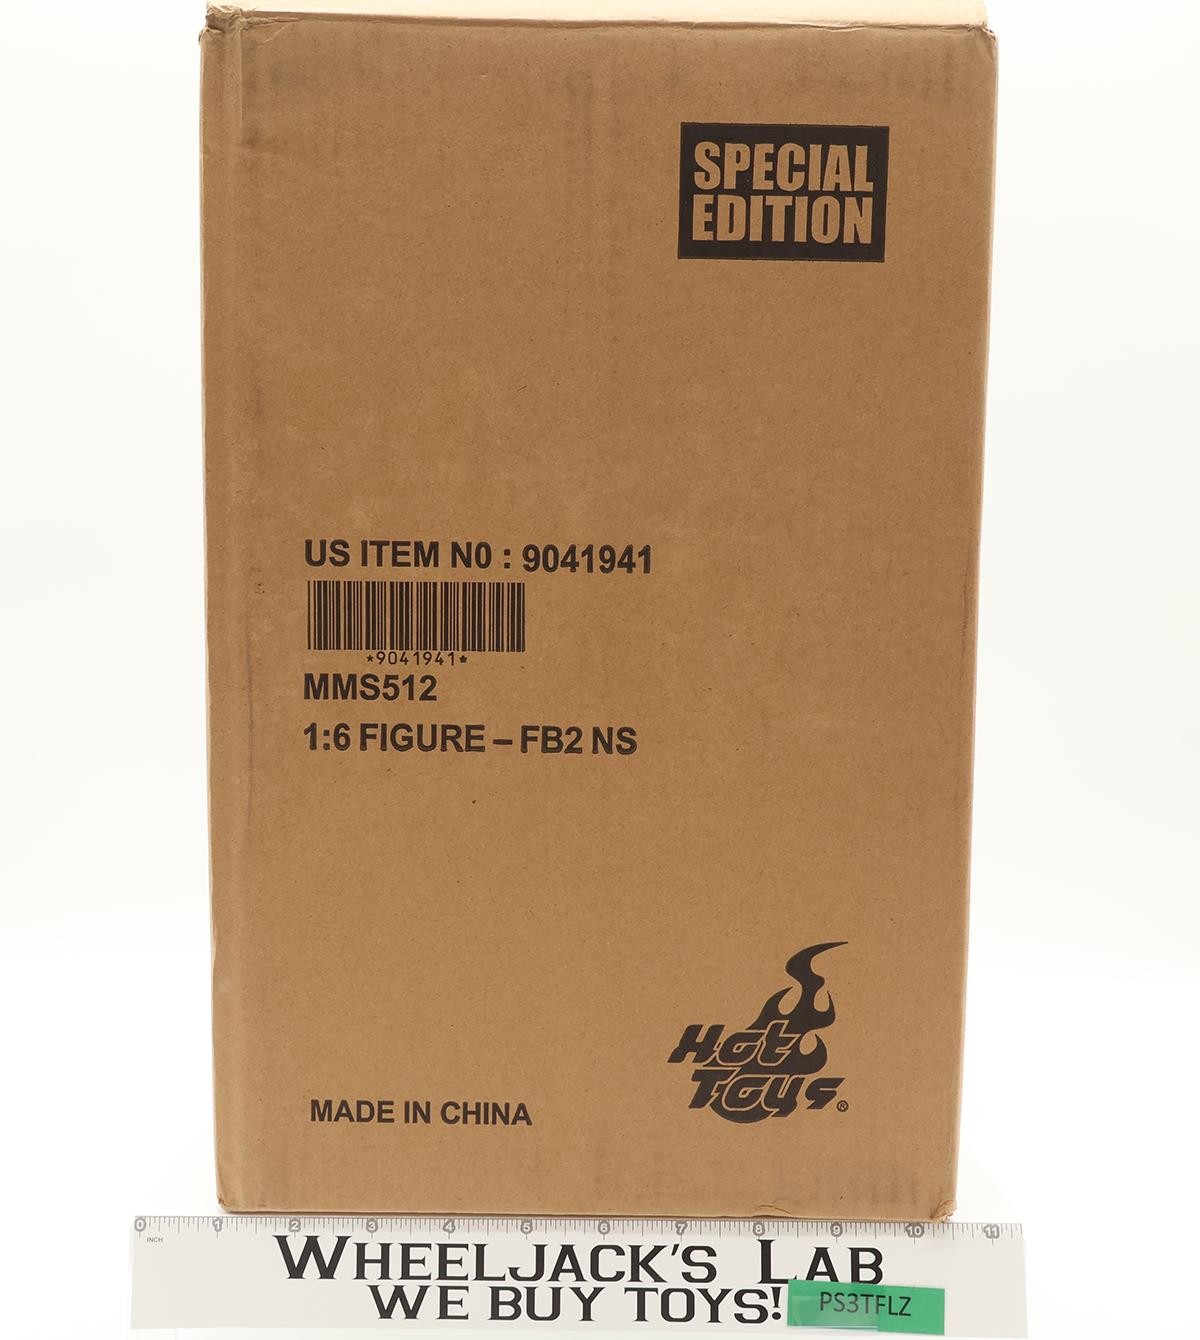 SPECIAL
EDITION
US ITEM N0 : 9041941
*9041941*
MMS512
1:6 FIGURE – FB2 NS
Hot
Toys®
MADE IN CHINA
0 1 2 3 4 5 6 7 8 9 10 11
INCH
WHEELJACK'S LAB
WE BUY TOYS!
PS3TFLZ